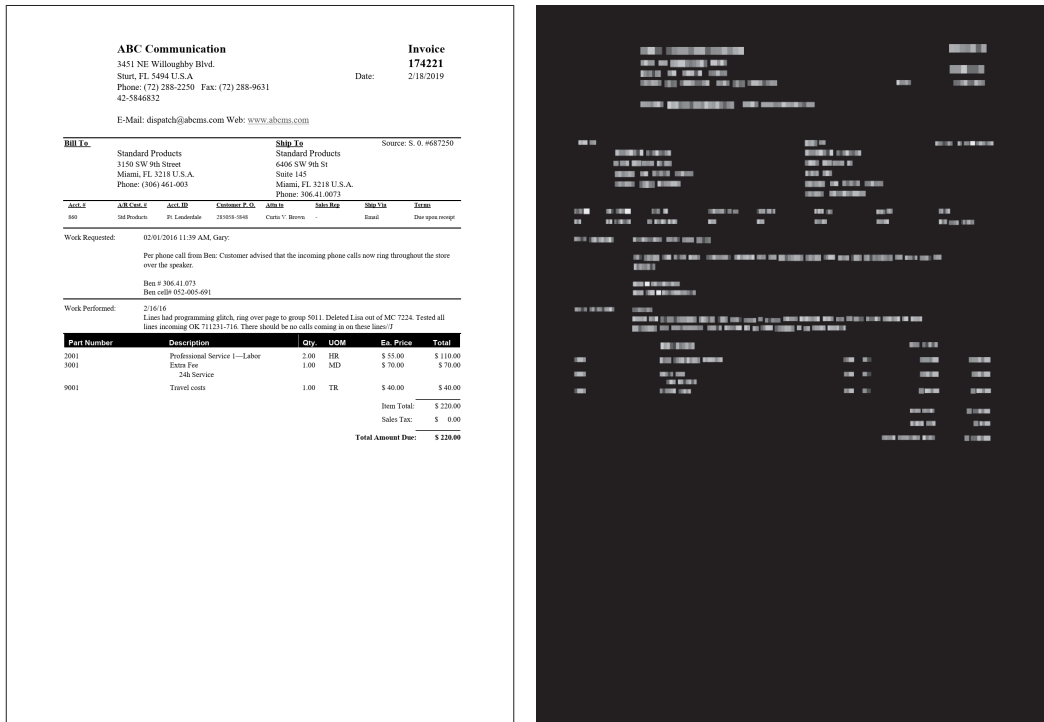 ABC Communication Invoice
3451 NE Willoughby Blvd. 174221
Sturt, FL 5494 U.S.A Date: 2/18/2019
Phone: (72) 288-2250 Fax: (72) 288-9631
42-5846832
E-Mail: dispatch@abcms.com Web: www.abcms.com
Bill To Ship To Source: S. 0. #687250
Standard Products Standard Products
3150 SW 9th Street 6406 SW 9th St
Miami, FL 3218 U.S.A. Suite 145
Phone: (306) 461-003 Miami, FL 3218 U.S.A.
Phone: 306.41.0073
Acct. # A/R Cust. # Acct. ID Customer P. O. Attn to Sales Rep Ship Via Terms
860 Std Products Ft. Leuderdale 285058-5848 Curtis V. Brown - Email Due upon receipt
Work Requested: 02/01/2016 11:39 AM, Gary:
Per phone call from Ben: Customer advised that the incoming phone calls now ring throughout the store
over the speaker.
Ben # 306.41.073
Ben cell# 052-005-691
Work Performed: 2/16/16
Lines had programming glitch, ring over page to group 5011. Deleted Lisa out of MC 7224. Tested all
lines incoming OK 711231-716. There should be no calls coming in on these lines//J
Part Number Description Qty. UOM Ea. Price Total
2001 Professional Service 1—Labor 2.00 HR $ 55.00 $ 110.00
3001 Extra Fee 1.00 MD $ 70.00 $ 70.00
24h Service
9001 Travel costs 1.00 TR $ 40.00 $ 40.00
Item Total: $ 220.00
Sales Tax: $ 0.00
Total Amount Due: $ 220.00